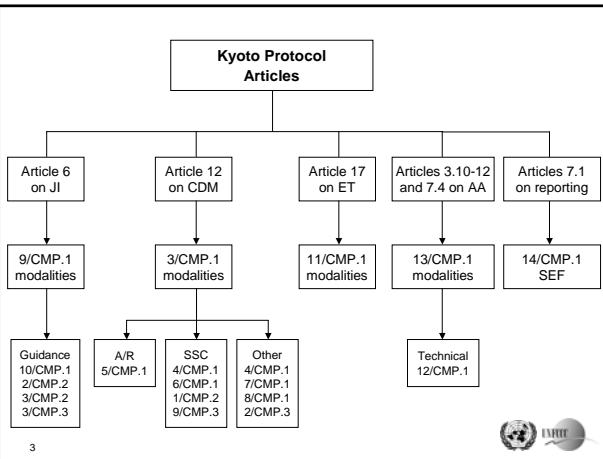 Kyoto Protocol
Articles
Article 6
on JI
Article 12
on CDM
Article 17
on ET
Articles 3.10-12
and 7.4 on AA
Articles 7.1
on reporting
9/CMP.1
modalities
3/CMP.1
modalities
11/CMP.1
modalities
13/CMP.1
modalities
14/CMP.1
SEF
Guidance
10/CMP.1
2/CMP.2
3/CMP.2
3/CMP.3
A/R
5/CMP.1
SSC
4/CMP.1
6/CMP.1
1/CMP.2
9/CMP.3
Other
4/CMP.1
7/CMP.1
8/CMP.1
2/CMP.3
Technical
12/CMP.1
3